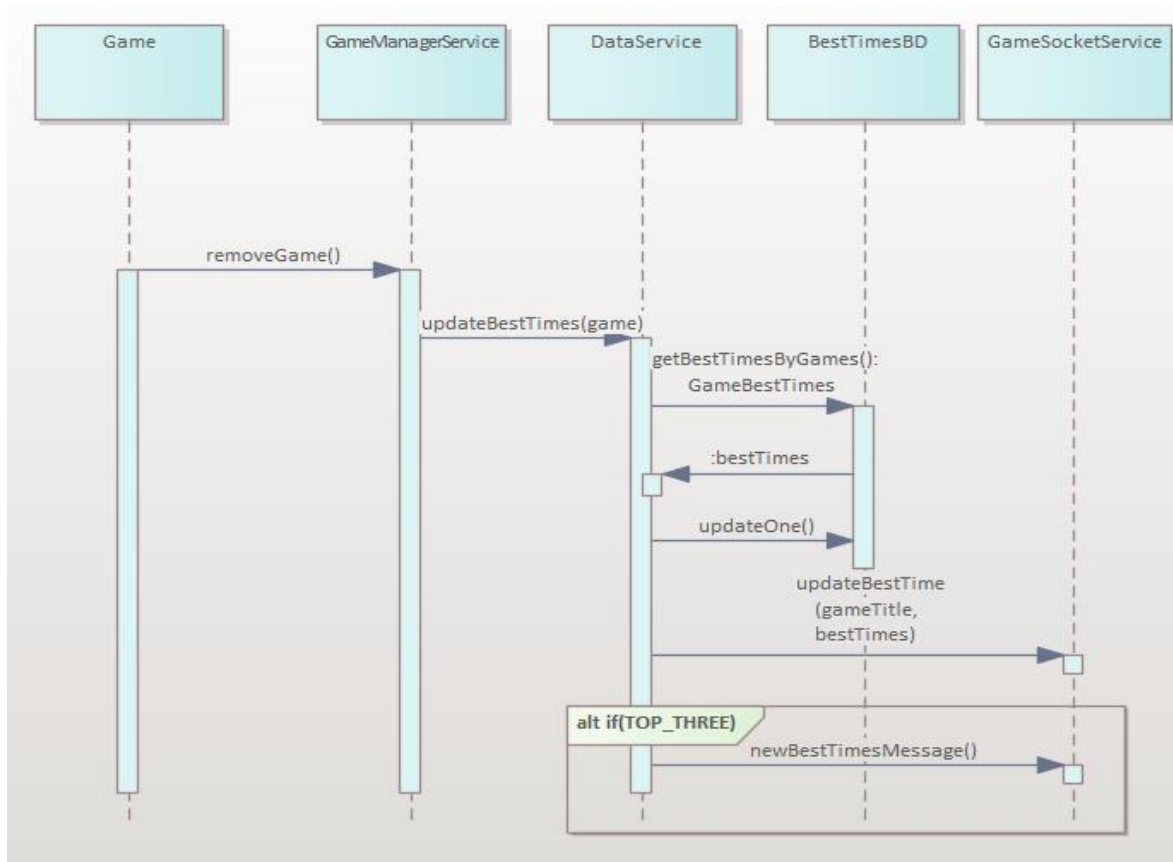 Game
GameManagerService
DataService
BestTimesBD
GameSocketService
removeGame()
updateBestTimes(game)
getBestTimesByGames():
GameBestTimes
:bestTimes
updateOne()
updateBestTime
(gameTitle,
bestTimes)
alt if(TOP_THREE)
newBestTimesMessage()